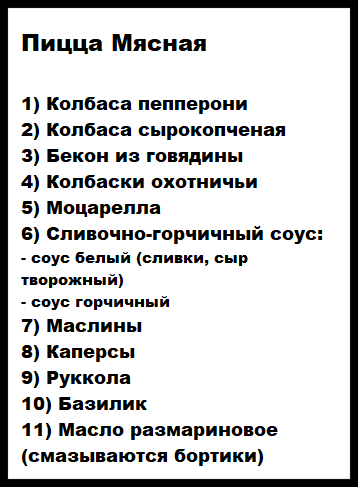 Пицца Мясная
1) Колбаса пепперони
2) Колбаса сырокопченая
3) Бекон из говядины
4) Колбаски охотничьи
5) Моцарелла
6) Сливочно-горчичный соус:
- соус белый (сливки, сыр
творожный)
- соус горчичный
7) Маслины
8) Каперсы
9) Руккола
10) Базилик
11) Масло размариновое
(смазываются бортики)